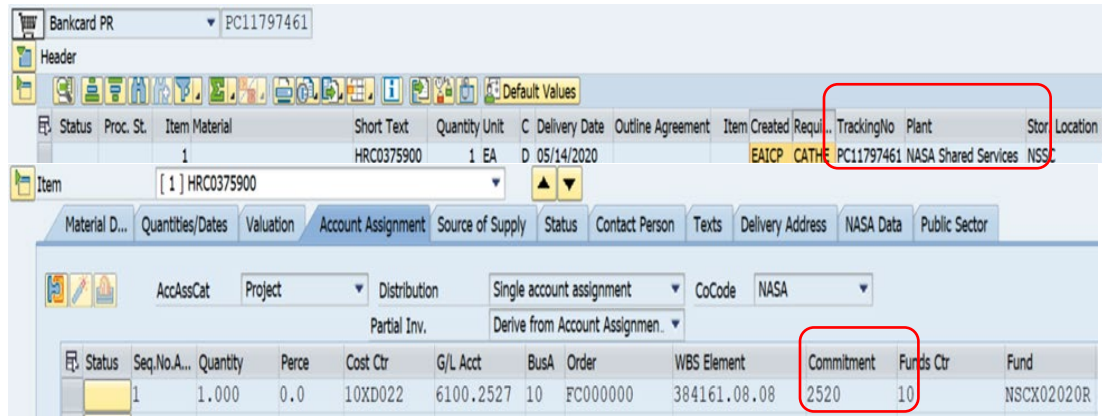 Bankcard PR PC11797461
Header
Default Values
Status Proc. St. Item Material Short Text Quantity Unit C Delivery Date Outline Agreement Item Created Requi... TrackingNo Plant Stor. Location
1 HRC0375900 1 EA D 05/14/2020 EAICP CATHE PC11797461 NASA Shared Services NSSC
Item [ 1 ] HRC0375900
Material D... Quantities/Dates Valuation Account Assignment Source of Supply Status Contact Person Texts Delivery Address NASA Data Public Sector
AccAssCat Project Distribution Single account assignment CoCode NASA
Partial Inv. Derive from Account Assignmen..
Status Seq.No.A... Quantity Perce Cost Ctr G/L Acct BusA Order WBS Element Commitment Funds Ctr Fund
1 1.000 0.0 10XD022 6100.2527 10 FC000000 384161.08.08 2520 10 NSCX02020R